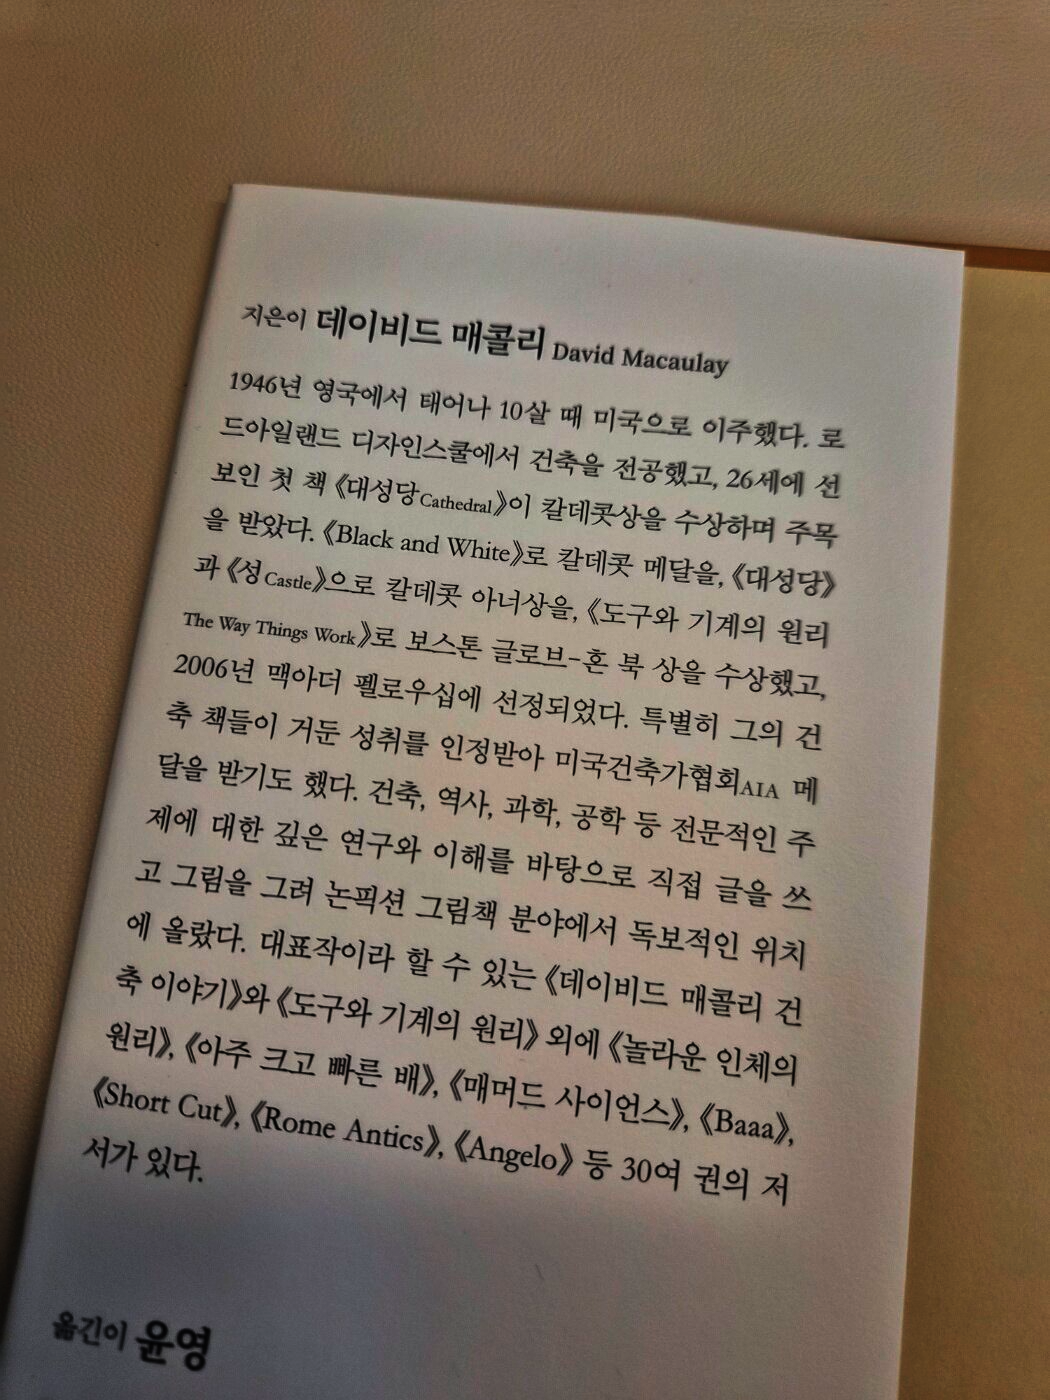 지은이 데이비드 매콜리 David Macaulay
1946년 영국에서 태어나 10살 때 미국으로 이주했다. 로
드아일랜드 디자인스쿨에서 건축을 전공했고, 26세에 선
보인 첫 책 《대성당Cathedral》이 칼데콧상을 수상하며 주목
을 받았다. 《Black and White》로 칼데콧 메달을, 《대성당》
과 《성Castle》으로 칼데콧 아너상을, 《도구와 기계의 원리
The Way Things Work》로 보스톤 글로브-혼 북 상을 수상했고,
2006년 맥아더 펠로우십에 선정되었다. 특별히 그의 건
축 책들이 거둔 성취를 인정받아 미국건축가협회AIA 메
달을 받기도 했다. 건축, 역사, 과학, 공학 등 전문적인 주
제에 대한 깊은 연구와 이해를 바탕으로 직접 글을 쓰
고 그림을 그려 논픽션 그림책 분야에서 독보적인 위치
에 올랐다. 대표작이라 할 수 있는 《데이비드 매콜리 건
축 이야기》와 《도구와 기계의 원리》 외에 《놀라운 인체의
원리》, 《아주 크고 빠른 배》, 《매머드 사이언스》, 《Baaa》,
《Short Cut》, 《Rome Antics》, 《Angelo》 등 30여 권의 저
서가 있다.
옮긴이 윤영